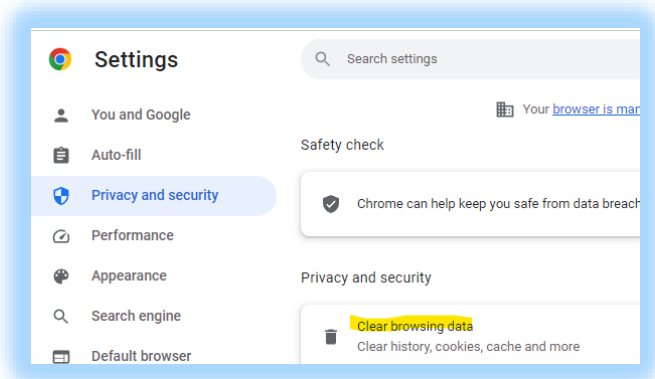 Settings
Search settings
You and Google
Auto-fill
Privacy and security
Performance
Appearance
Search engine
Default browser
Your browser is man
Safety check
Chrome can help keep you safe from data breach
Privacy and security
Clear browsing data
Clear history, cookies, cache and more